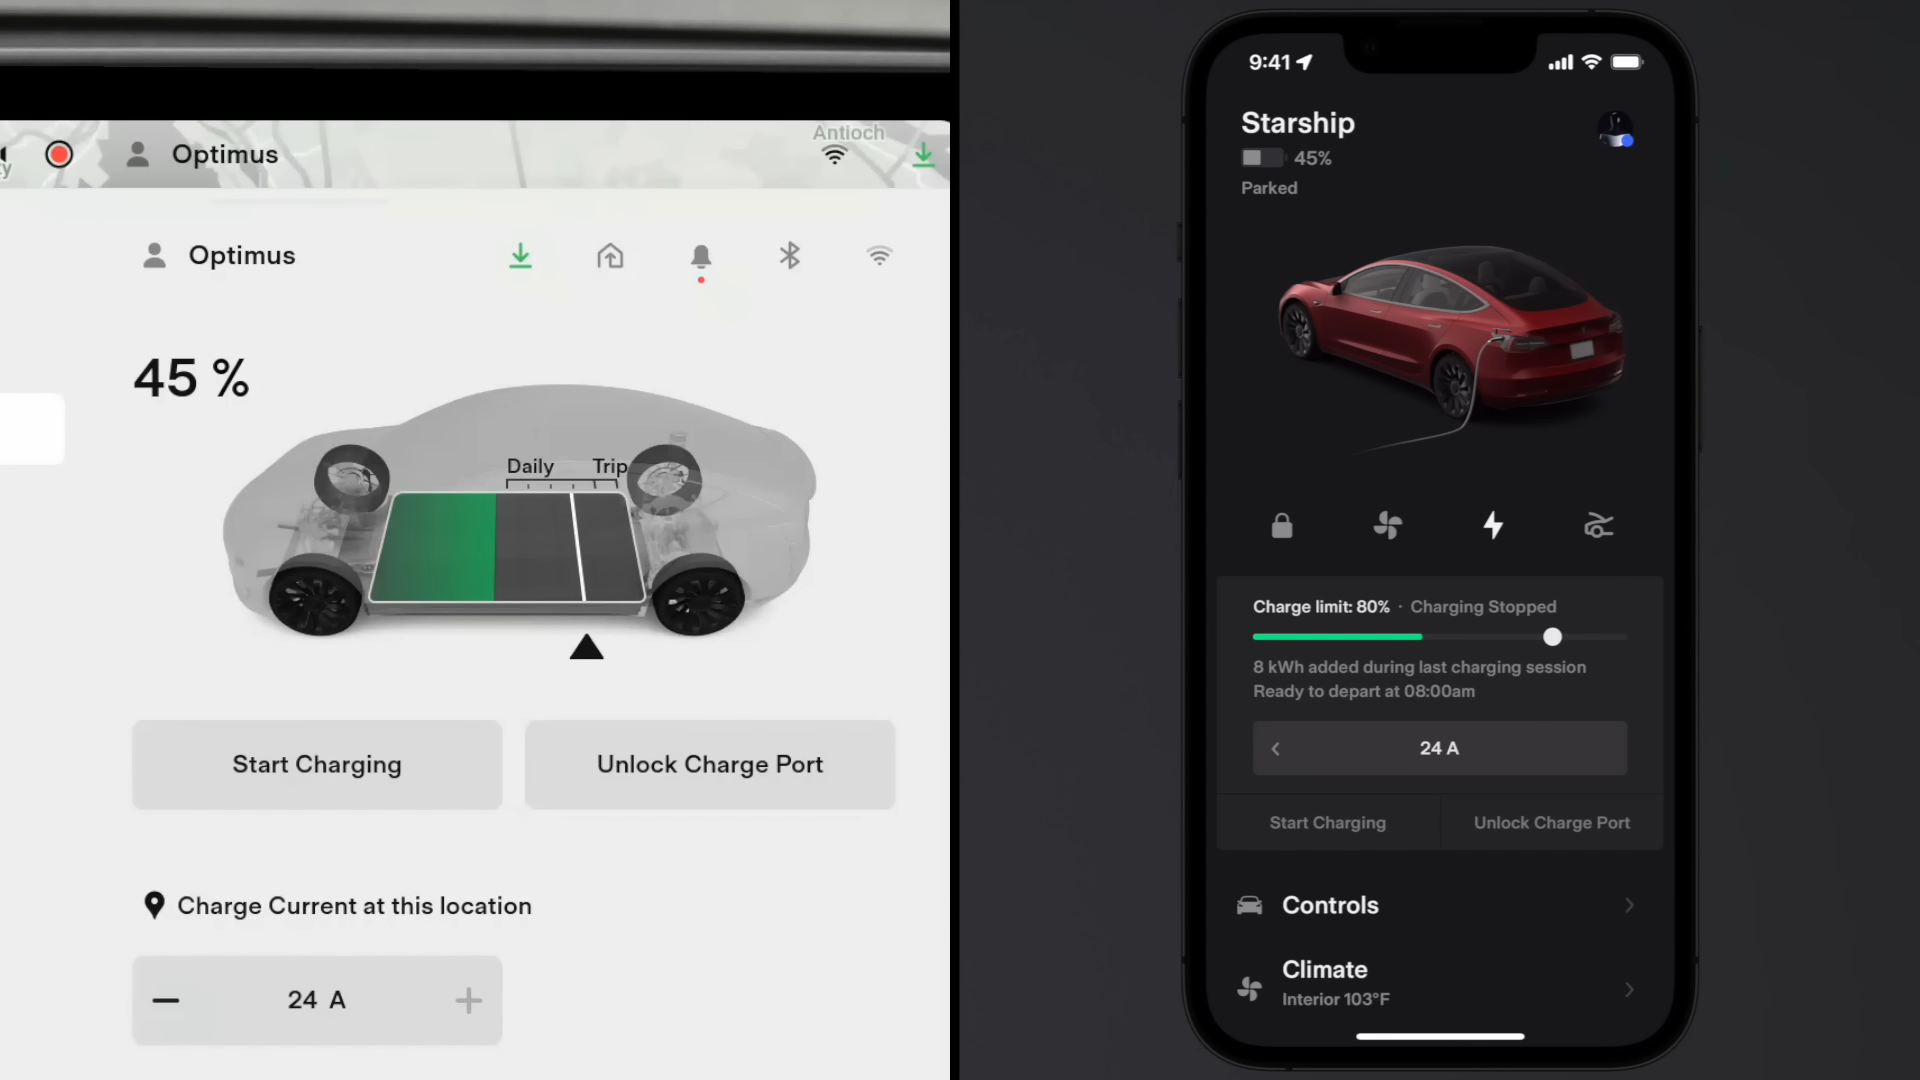 Antioch
Optimus
Optimus
45 %
Daily
Trip
Start Charging
Unlock Charge Port
Charge Current at this location
24 A
9:41
Starship
45%
Parked
Charge limit: 80% · Charging Stopped
8 kWh added during last charging session
Ready to depart at 08:00am
24 A
Start Charging
Unlock Charge Port
Controls
Climate
Interior 103°F